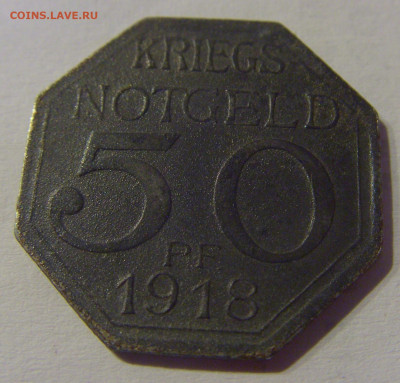 COINS.LAVE.RU
KRIEGS
NOTGELD
50
PF
1918